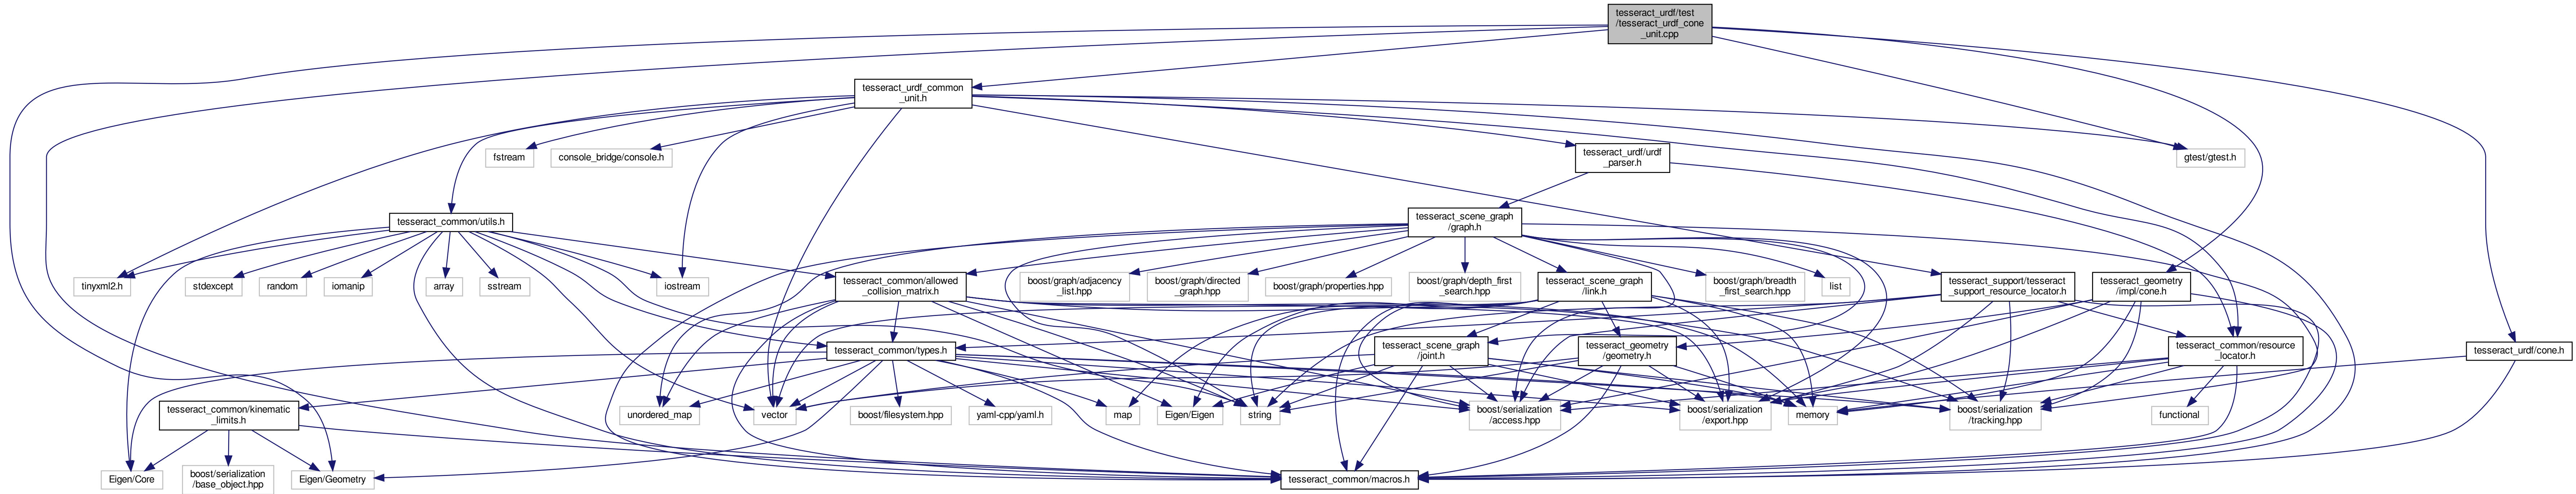 tesseract_urdf/test
/tesseract_urdf_cone
_unit.cpp
tesseract_urdf_common
_unit.h
fstream
console_bridge/console.h
tesseract_urdf/urdf
_parser.h
gtest/gtest.h
tesseract_common/utils.h
tesseract_scene_graph
/graph.h
tinyxml2.h
stdexcept
random
iomanip
array
sstream
iostream
tesseract_common/allowed
_collision_matrix.h
boost/graph/adjacency
_list.hpp
boost/graph/directed
_graph.hpp
boost/graph/properties.hpp
boost/graph/depth_first
_search.hpp
tesseract_scene_graph
/link.h
boost/graph/breadth
_first_search.hpp
list
tesseract_support/tesseract
_support_resource_locator.h
tesseract_geometry
/impl/cone.h
tesseract_common/types.h
tesseract_scene_graph
/joint.h
tesseract_geometry
/geometry.h
tesseract_common/resource
_locator.h
tesseract_urdf/cone.h
tesseract_common/kinematic
_limits.h
unordered_map
vector
boost/filesystem.hpp
yaml-cpp/yaml.h
map
Eigen/Eigen
string
boost/serialization
/access.hpp
boost/serialization
/export.hpp
memory
boost/serialization
/tracking.hpp
functional
Eigen/Core
boost/serialization
/base_object.hpp
Eigen/Geometry
tesseract_common/macros.h